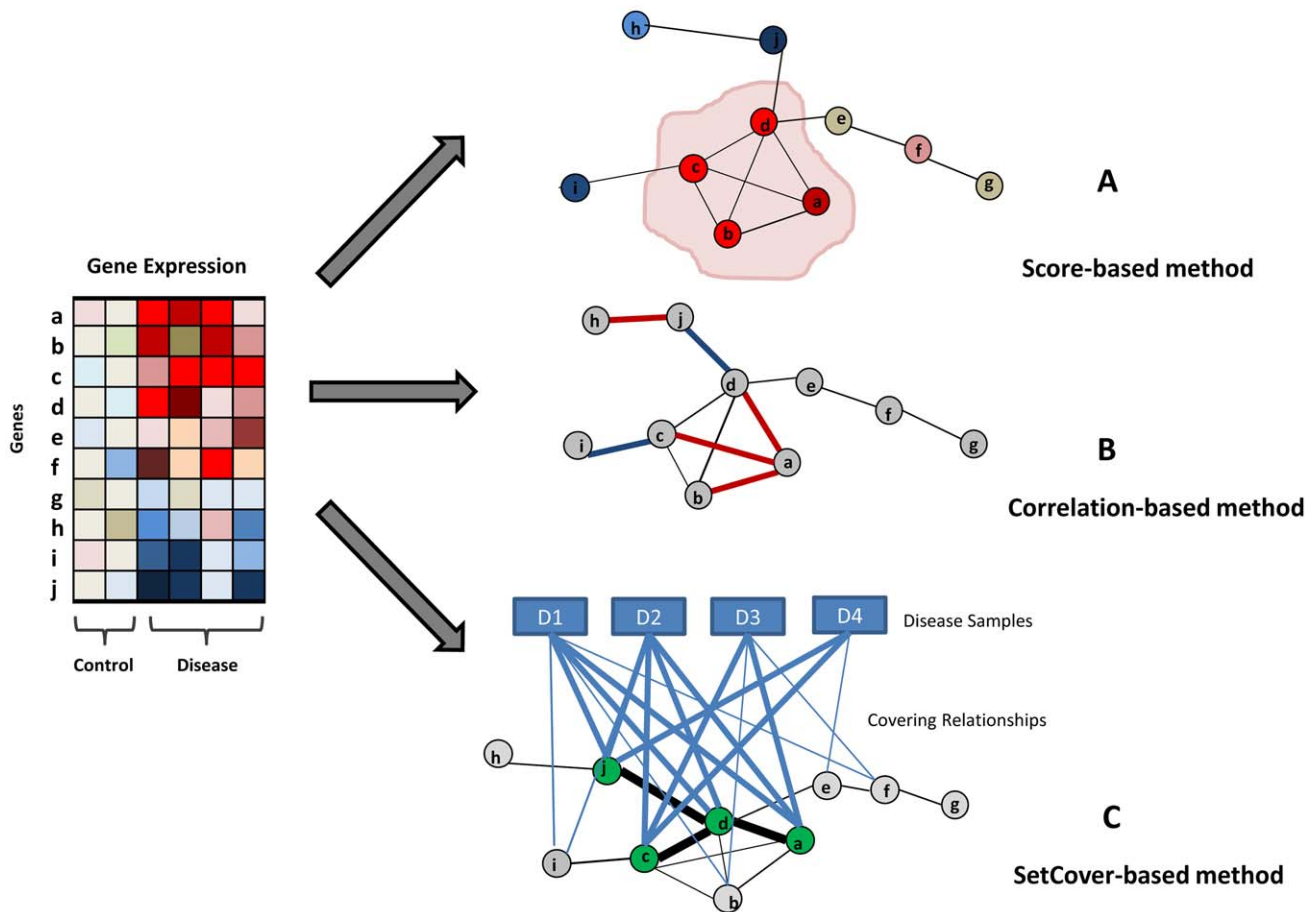 h
j
d
e
f
g
c
i
a
b
A
Score-based method
Gene Expression
Genes
a
b
c
d
e
f
g
h
i
j
Control
Disease
h
j
d
e
f
g
c
i
a
b
B
Correlation-based method
D1 D2 D3 D4
Disease Samples
Covering Relationships
h
j
e
f
g
d
a
c
i
b
C
SetCover-based method